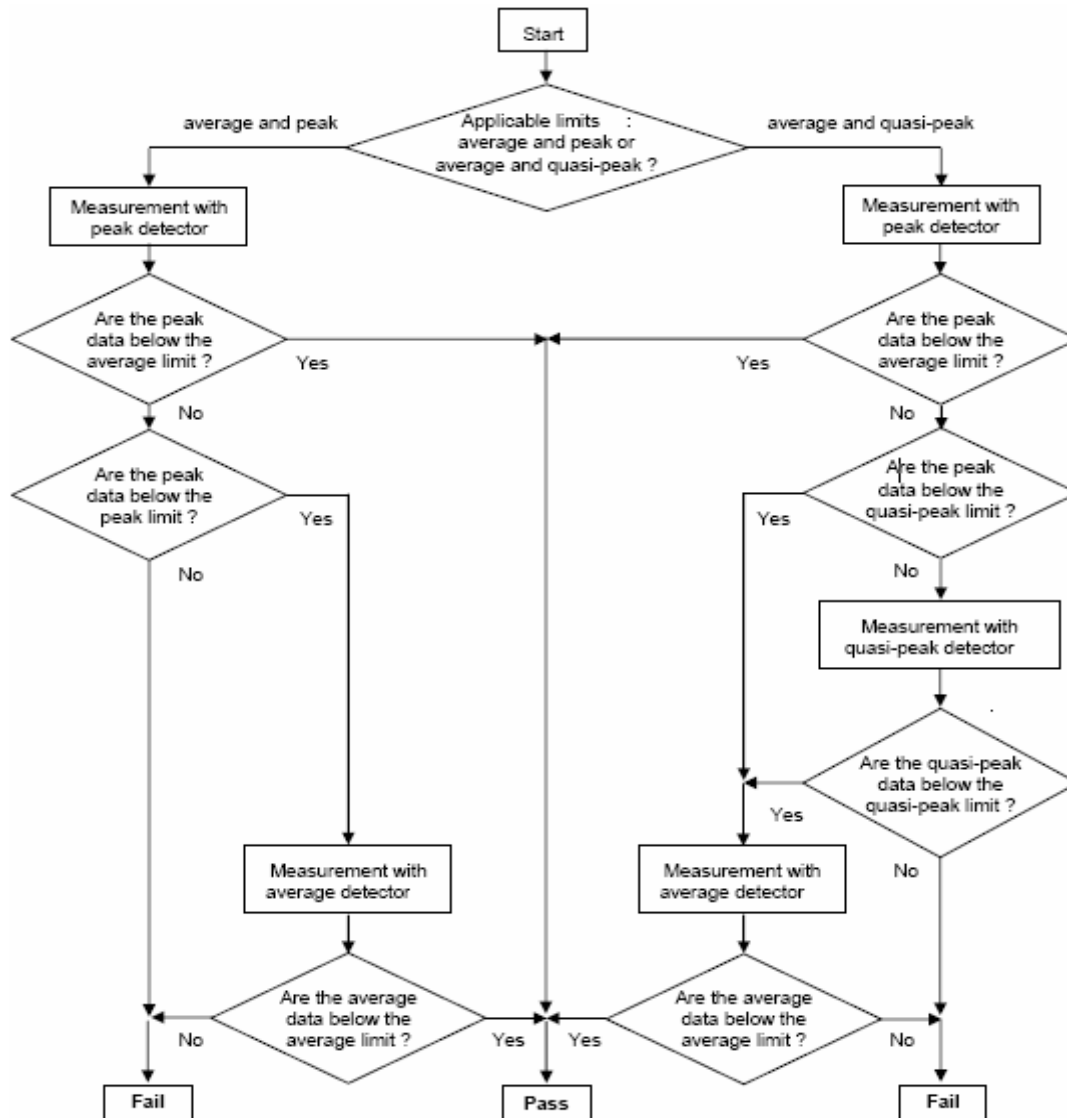 Start
average and peak
Applicable limits :
average and peak or
average and quasi-peak ?
average and quasi-peak
Measurement with
peak detector
Measurement with
peak detector
Are the peak
data below the
average limit ?
Yes
No
Are the peak
data below the
average limit ?
Yes
No
Are the peak
data below the
peak limit ?
Yes
No
Are the peak
data below the
quasi-peak limit ?
Yes
No
Measurement with
quasi-peak detector
Are the quasi-peak
data below the
quasi-peak limit ?
Yes
No
Measurement with
average detector
Measurement with
average detector
Are the average
data below the
average limit ?
No
Yes
Are the average
data below the
average limit ?
Yes
No
Fail
Pass
Fail